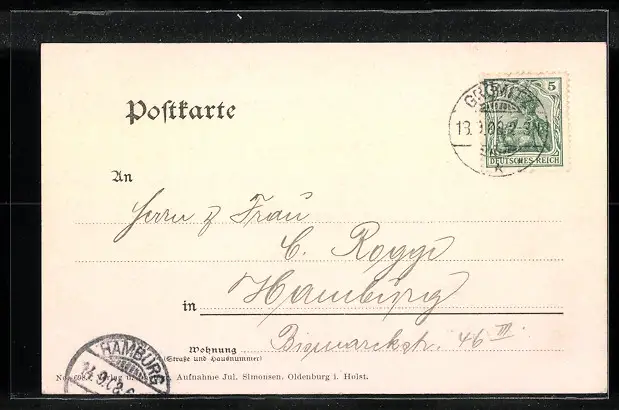 Poſtkarte
5
DEUTSCHES REICH
An
Herrn & Frau
C. Rogge
in Hamburg
Wohnung Bismarckstr. 46 III
(Straße und Hausnummer)
HAMBURG
Aufnahme Jul. Simonsen, Oldenburg i. Holst.